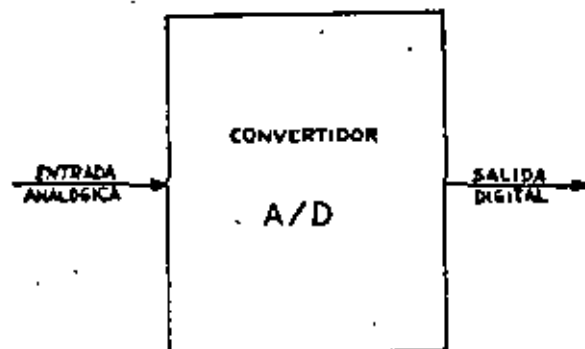 CONVERTIDOR
ENTRADA
ANALOGICA
A/D
SALIDA
DIGITAL